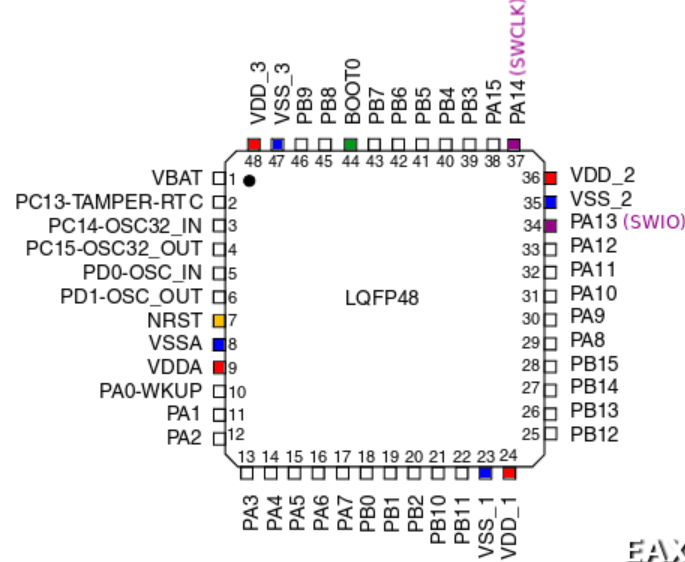 PA14 (SWCLK)
VDD_3
VSS_3
PB9
PB8
BOOT0
PB7
PB6
PB5
PB4
PB3
PA15
48 47 46 45 44 43 42 41 40 39 38 37
VBAT 1
PC13-TAMPER-RTC 2
PC14-OSC32_IN 3
PC15-OSC32_OUT 4
PD0-OSC_IN 5
PD1-OSC_OUT 6
NRST 7
VSSA 8
VDDA 9
PA0-WKUP 10
PA1 11
PA2 12
LQFP48
36 VDD_2
35 VSS_2
34 PA13 (SWIO)
33 PA12
32 PA11
31 PA10
30 PA9
29 PA8
28 PB15
27 PB14
26 PB13
25 PB12
13 14 15 16 17 18 19 20 21 22 23 24
PA3
PA4
PA5
PA6
PA7
PB0
PB1
PB2
PB10
PB11
VSS_1
VDD_1
EAX